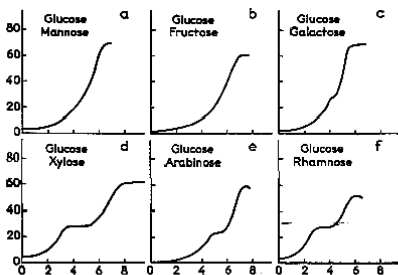 Glucose
Mannose
a
Glucose
Fructose
b
Glucose
Galactose
c
80
60
40
20
0
Glucose
Xylose
d
Glucose
Arabinose
e
Glucose
Rhamnose
f
80
60
40
20
0
0 2 4 6 8
0 2 4 6 8
0 2 4 6 8